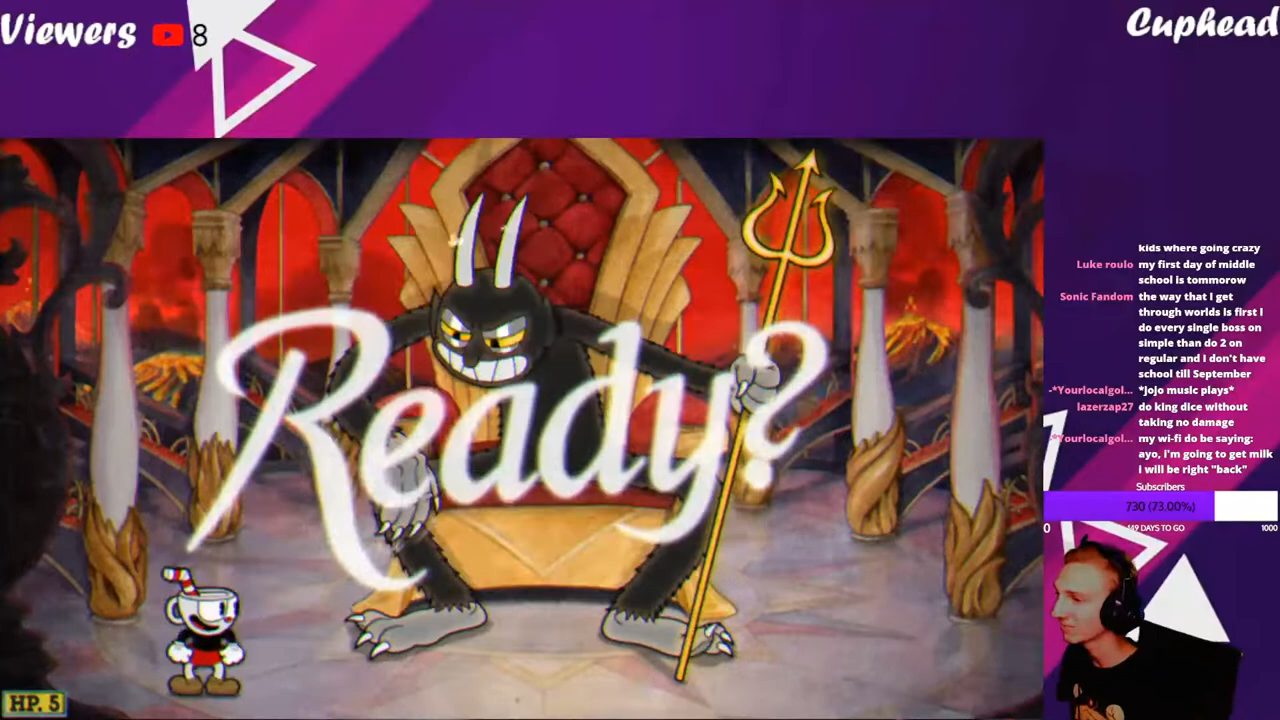 Viewers 8
Cuphead
Ready?
HP. 5
kids where going crazy
Luke roulo my first day of middle
school is tommorow
Sonic Fandom the way that I get
through worlds is first I
do every single boss on
simple than do 2 on
regular and I don't have
school till September
-*Yourlocalgol... *jojo music plays*
lazerzap27 do king dice without
taking no damage
-*Yourlocalgol... my wi-fi do be saying:
ayo, i'm going to get milk
I will be right "back"
Subscribers
730 (73.00%)
0 149 DAYS TO GO 1000